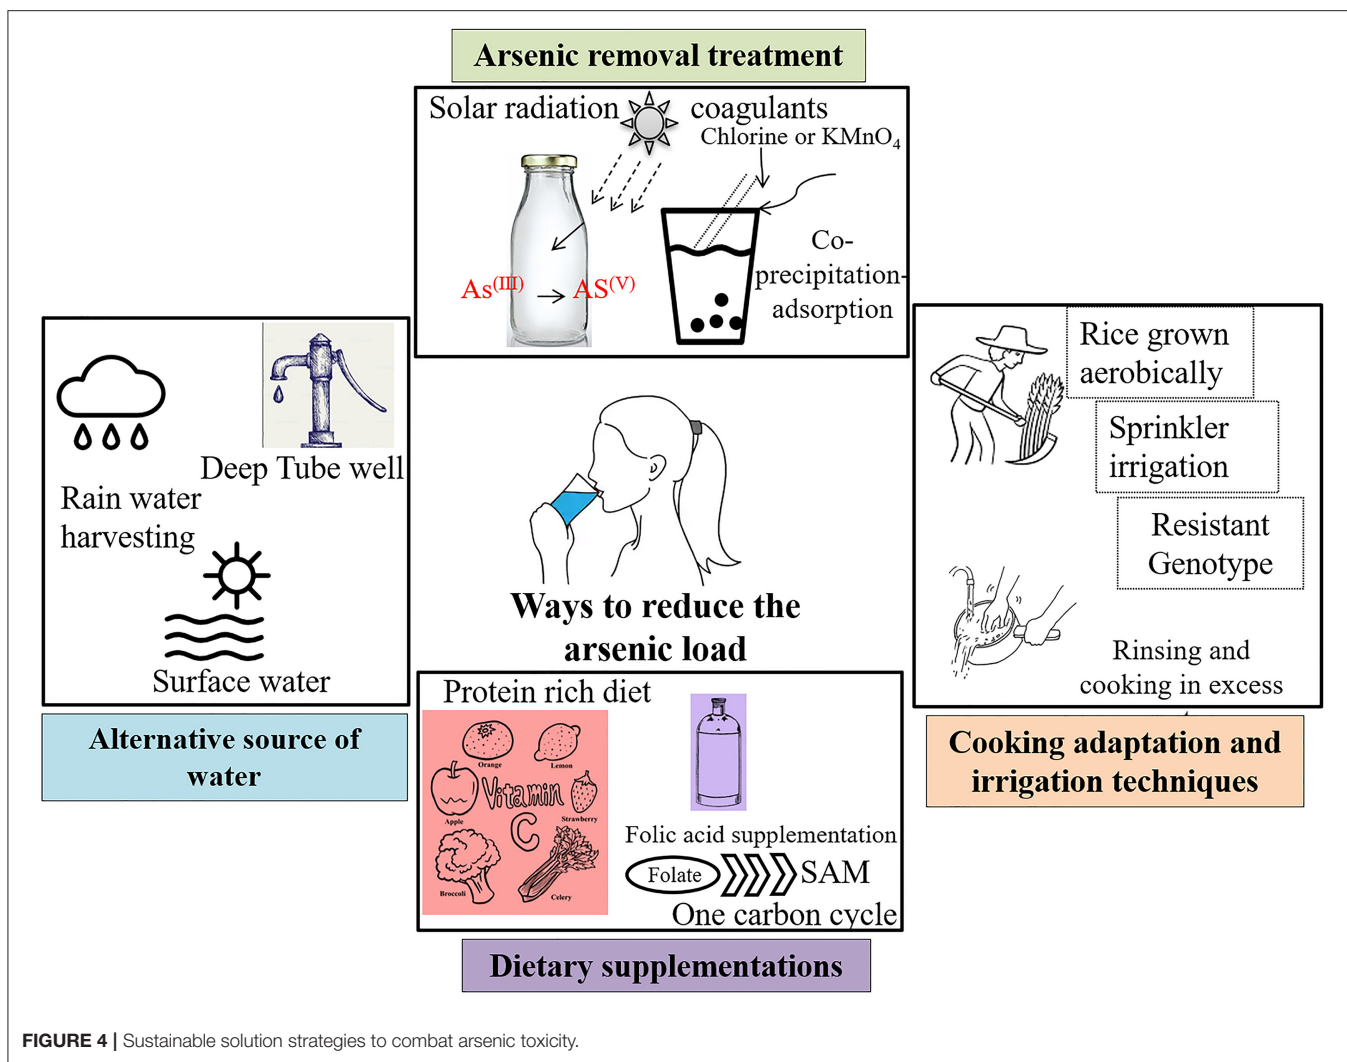 Arsenic removal treatment
Solar radiation
coagulants
Chlorine or KMnO₄
Co-
precipitation-
adsorption
As(III)
AS(V)
Deep Tube well
Rain water
harvesting
Surface water
Alternative source of
water
Ways to reduce the
arsenic load
Rice grown
aerobically
Sprinkler
irrigation
Resistant
Genotype
Rinsing and
cooking in excess
Cooking adaptation and
irrigation techniques
Protein rich diet
Orange
Lemon
Apple
Vitamin
C
Strawberry
Broccoli
Celery
Folic acid supplementation
Folate
SAM
One carbon cycle
Dietary supplementations
FIGURE 4 | Sustainable solution strategies to combat arsenic toxicity.